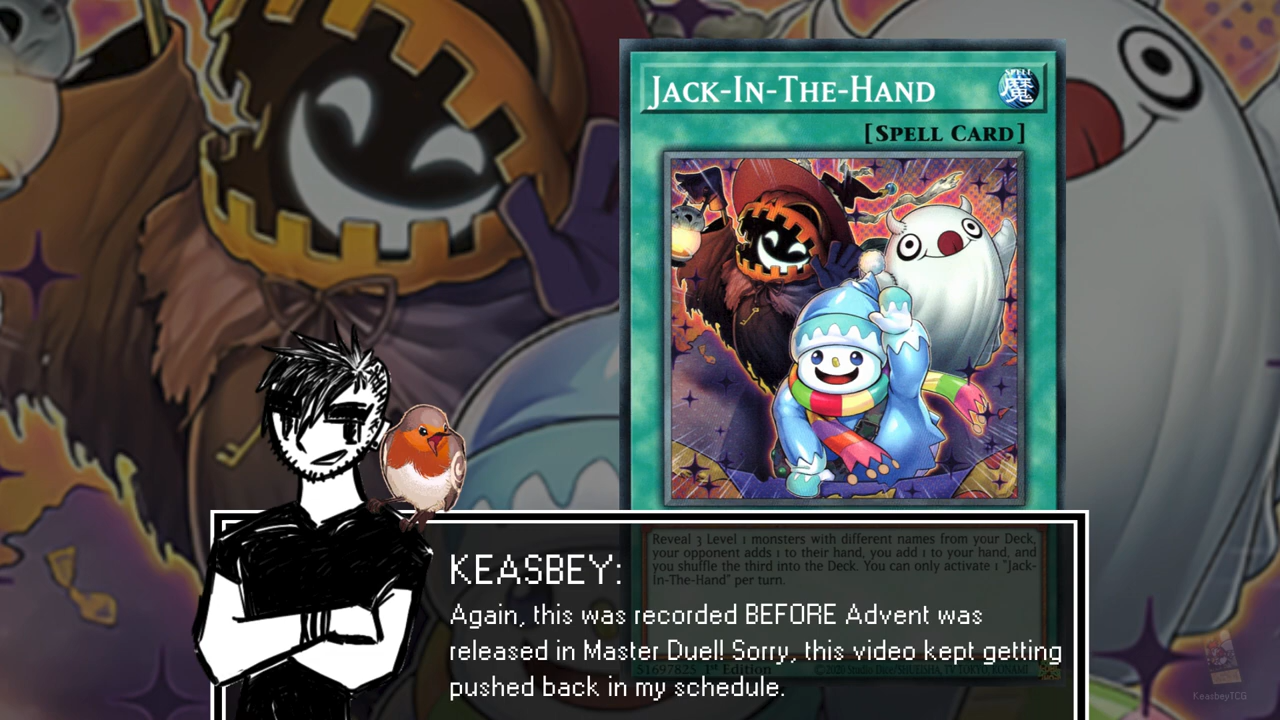 JACK-IN-THE-HAND
[SPELL CARD]
Reveal 3 Level 1 monsters with different names from your Deck,
your opponent adds 1 to their hand, you add 1 to your hand, and
you shuffle the third into the Deck. You can only activate 1 "Jack-
In-The-Hand" per turn.
KEASBEY:
Again, this was recorded BEFORE Advent was
released in Master Duel! Sorry, this video kept getting
pushed back in my schedule.
51697825 1st Edition
KeasbeyTCG